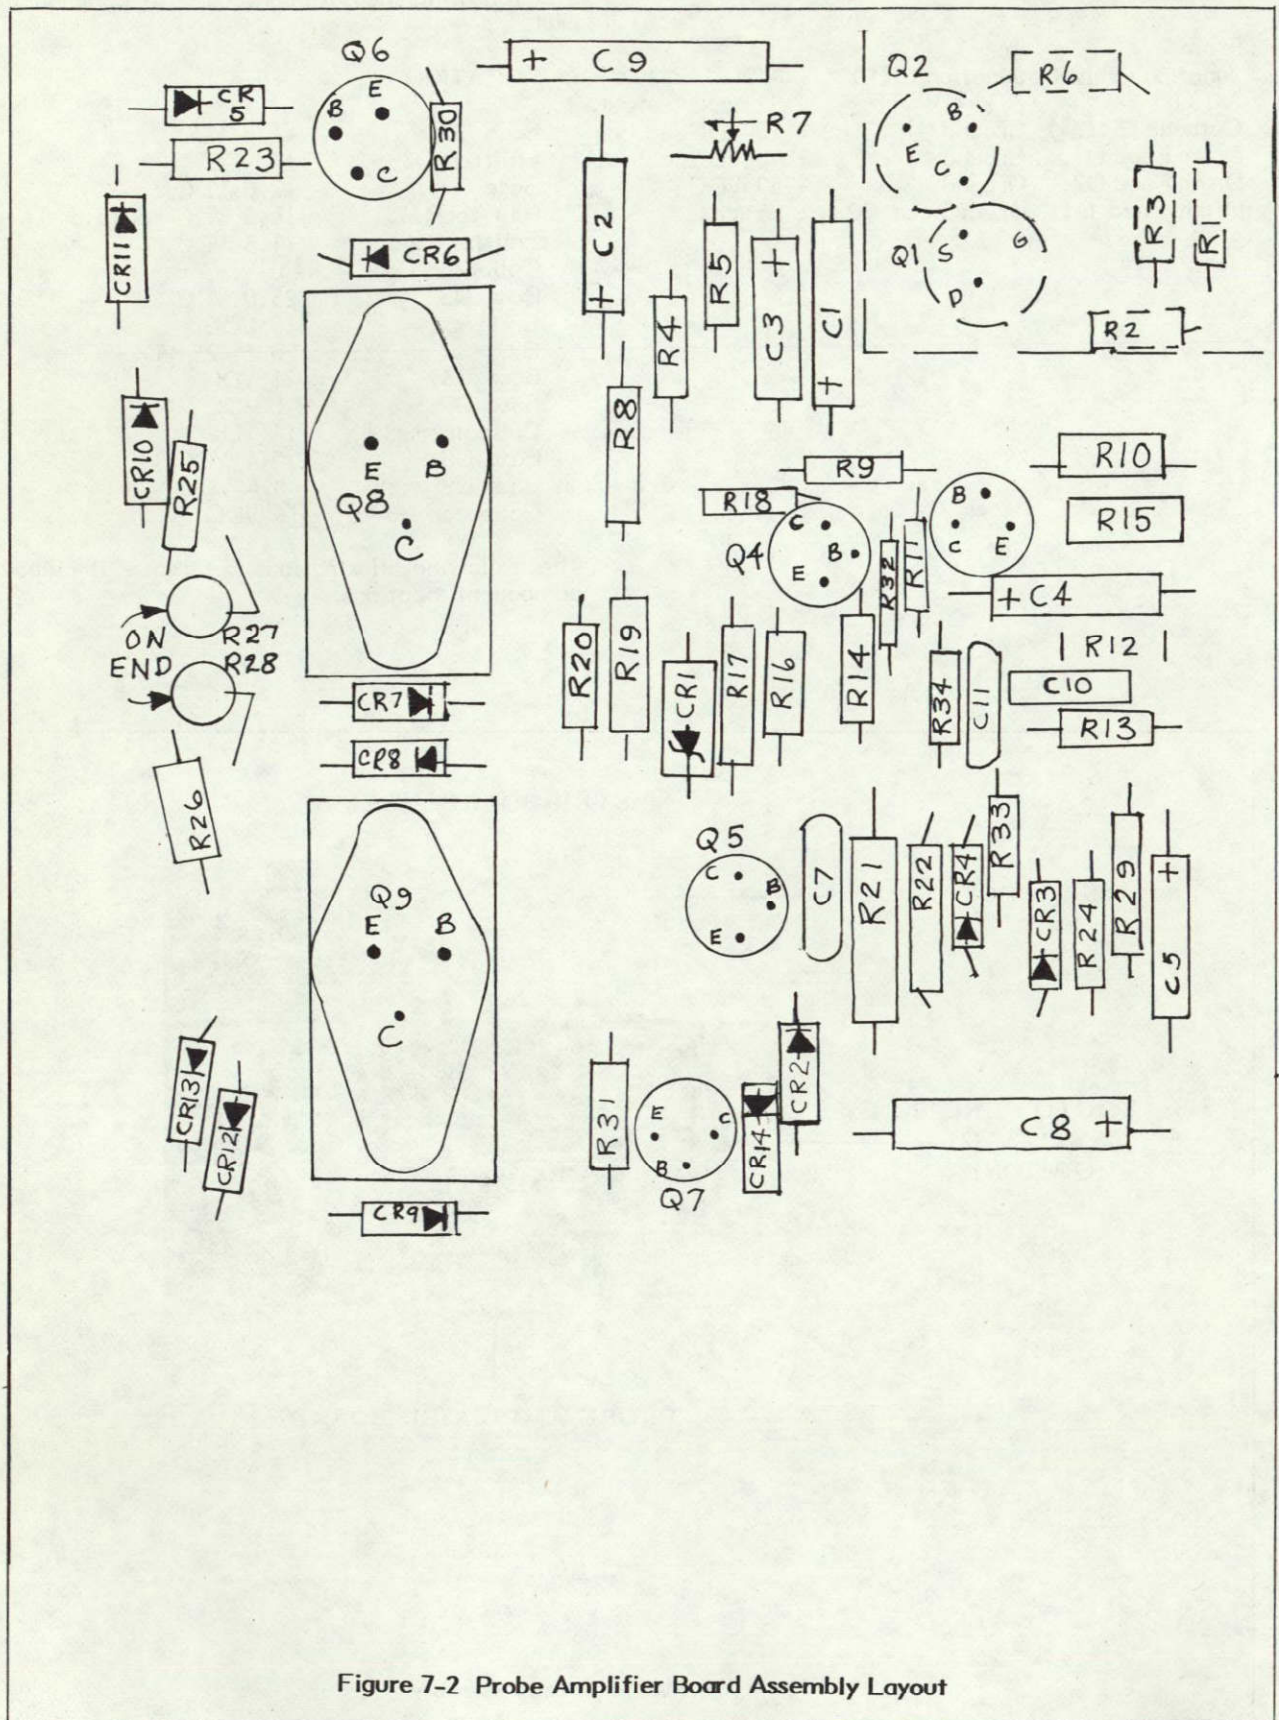 Q6
+ C9
Q2
R6
CR
5
B
E
C
R30
R7
B
E
C
R23
C2
+
R3
R1
CR11
CR6
R5
C3
+
C1
+
Q1
S
G
D
R4
R2
R8
CR10
R25
E
B
Q8
C
R9
R10
R18
B
C
E
R15
Q4
C
B
E
R32
R11
+ C4
ON
END
R27
R28
R20
R19
CR1
R17
R16
R14
R34
C11
R12
C10
R13
CR7
CR8
R26
Q5
C
B
E
C7
R21
R22
CR4
R33
CR3
R24
R29
+
C5
Q9
E
B
C
CR13
CR12
R31
E
C
B
Q7
CR14
CR2
C8 +
CR9
Figure 7-2 Probe Amplifier Board Assembly Layout